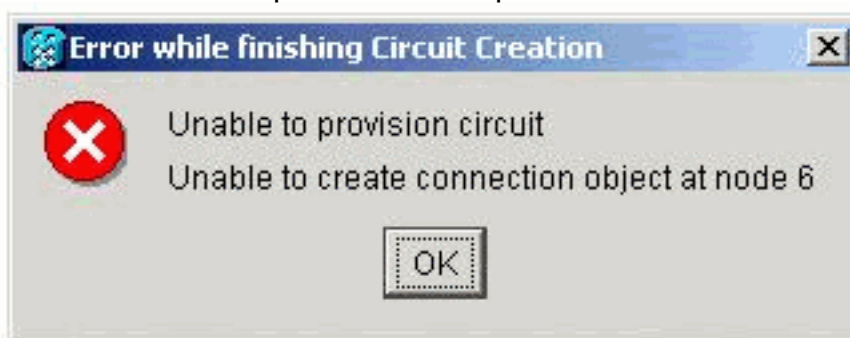 Error while finishing Circuit Creation
Unable to provision circuit
Unable to create connection object at node 6
OK